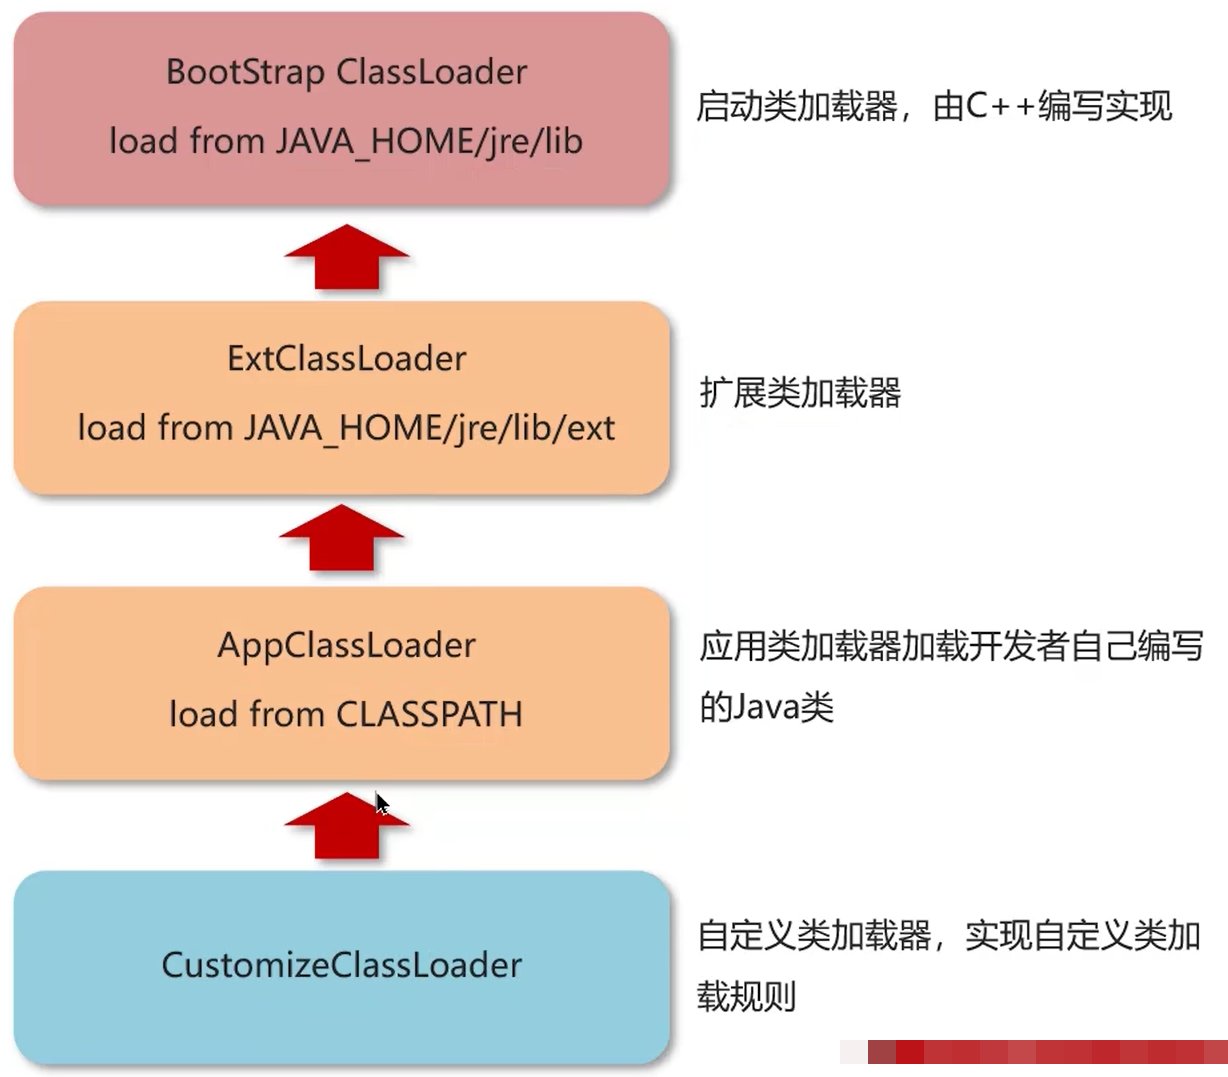 BootStrap ClassLoader
load from JAVA_HOME/jre/lib
启动类加载器，由C++编写实现
ExtClassLoader
load from JAVA_HOME/jre/lib/ext
扩展类加载器
AppClassLoader
load from CLASSPATH
应用类加载器加载开发者自己编写
的Java类
CustomizeClassLoader
自定义类加载器，实现自定义类加
载规则